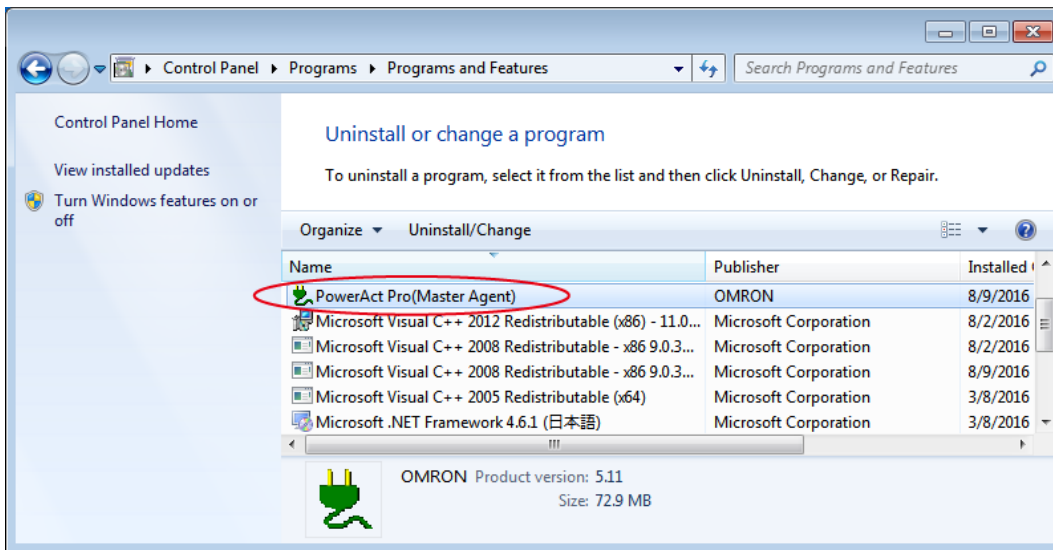 Control Panel Programs Programs and Features Search Programs and Features
Control Panel Home
View installed updates
Turn Windows features on or
off
Uninstall or change a program
To uninstall a program, select it from the list and then click Uninstall, Change, or Repair.
Organize Uninstall/Change
Name Publisher Installed
PowerAct Pro(Master Agent) OMRON 8/9/2016
Microsoft Visual C++ 2012 Redistributable (x86) - 11.0... Microsoft Corporation 8/2/2016
Microsoft Visual C++ 2008 Redistributable - x86 9.0.3... Microsoft Corporation 8/2/2016
Microsoft Visual C++ 2008 Redistributable - x86 9.0.3... Microsoft Corporation 8/9/2016
Microsoft Visual C++ 2005 Redistributable (x64) Microsoft Corporation 3/8/2016
Microsoft .NET Framework 4.6.1 (日本語) Microsoft Corporation 3/8/2016
OMRON Product version: 5.11
Size: 72.9 MB